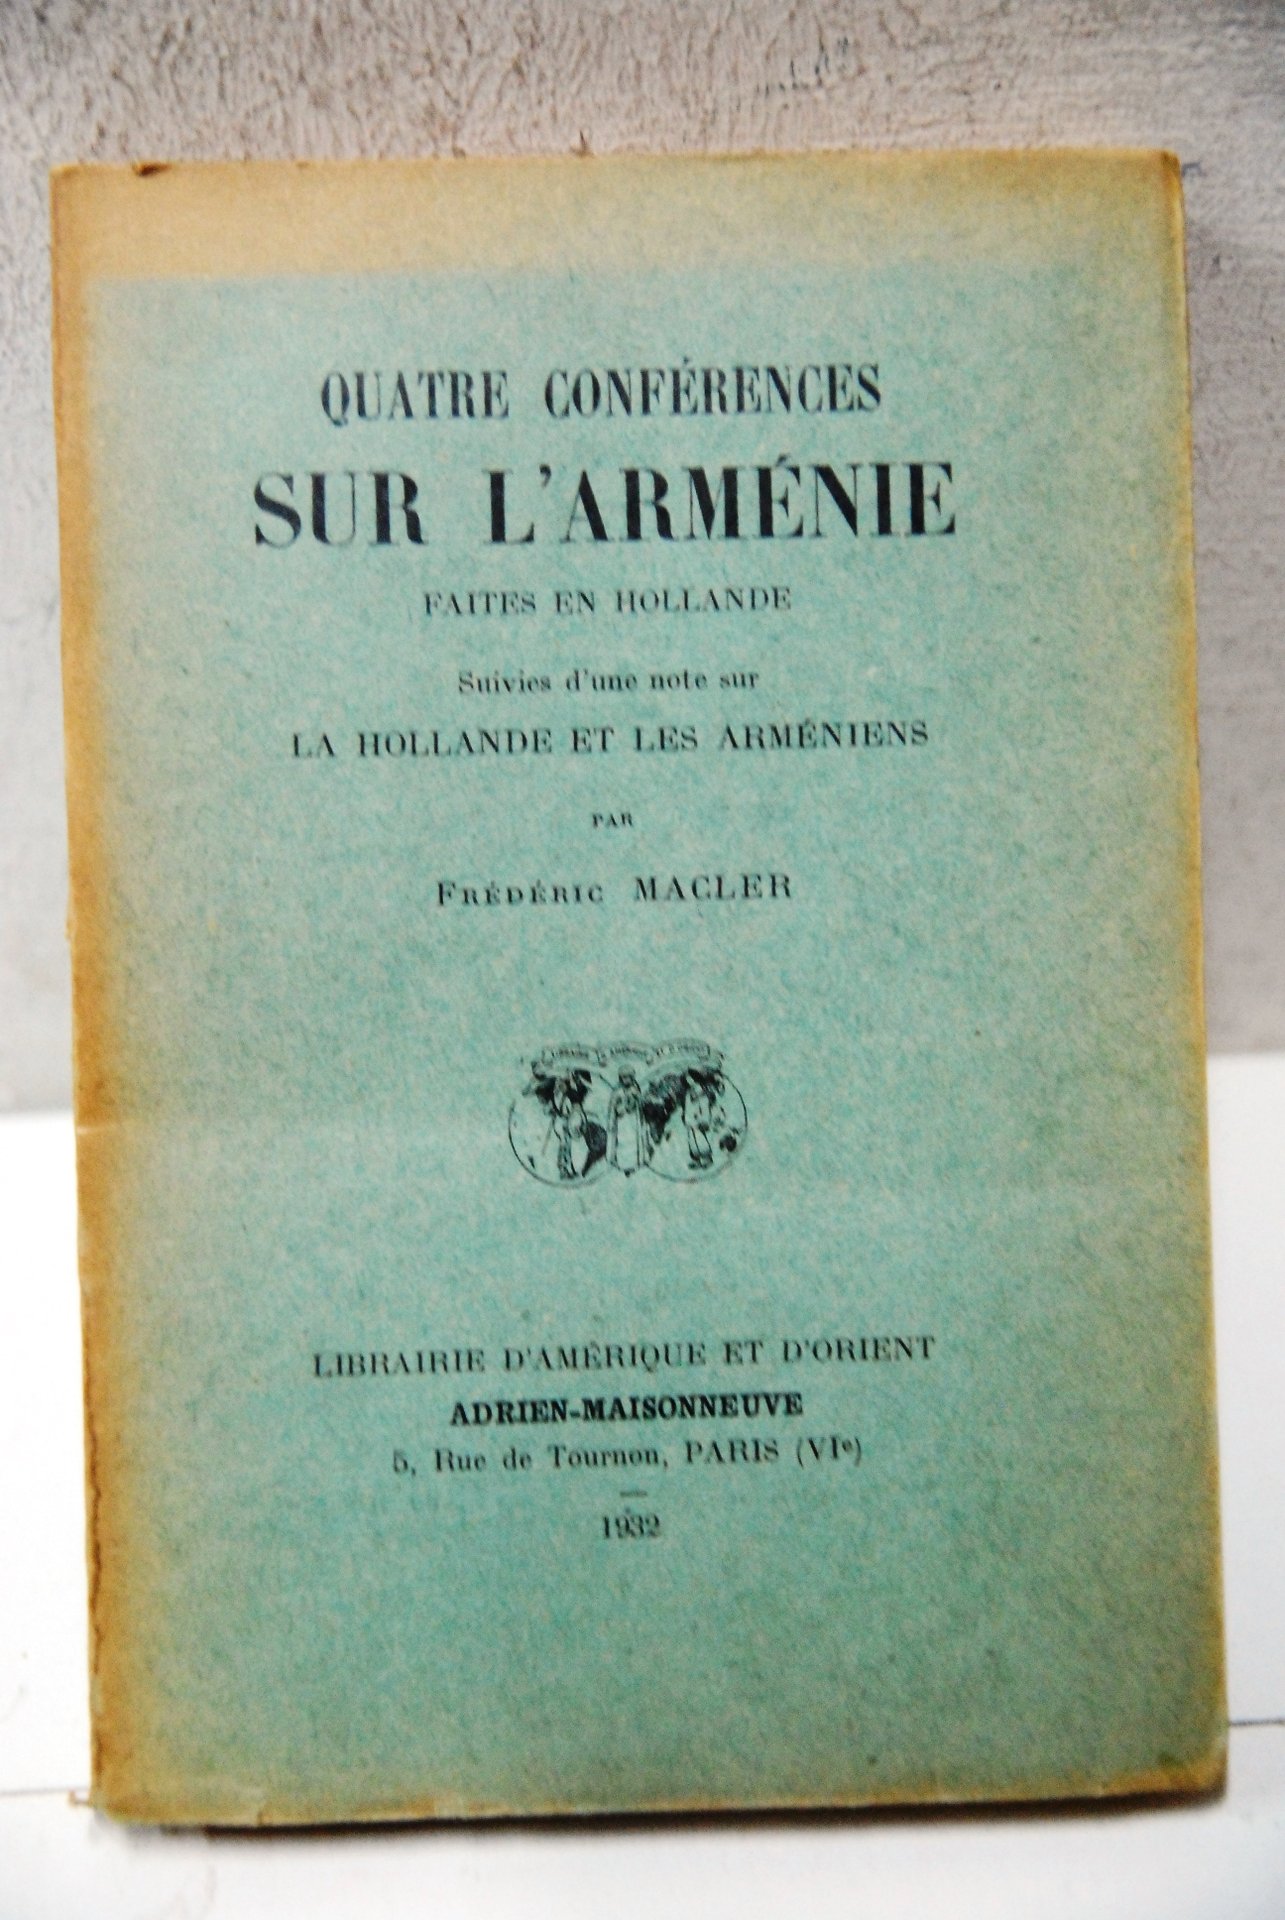 QUATRE CONFÉRENCES
SUR L'ARMÉNIE
FAITES EN HOLLANDE
Suivies d'une note sur
LA HOLLANDE ET LES ARMÉNIENS
PAR
FRÉDÉRIC MACLER
LIBRAIRIE D'AMÉRIQUE ET D'ORIENT
ADRIEN-MAISONNEUVE
5, Rue de Tournon, PARIS (VIᵉ)
1932